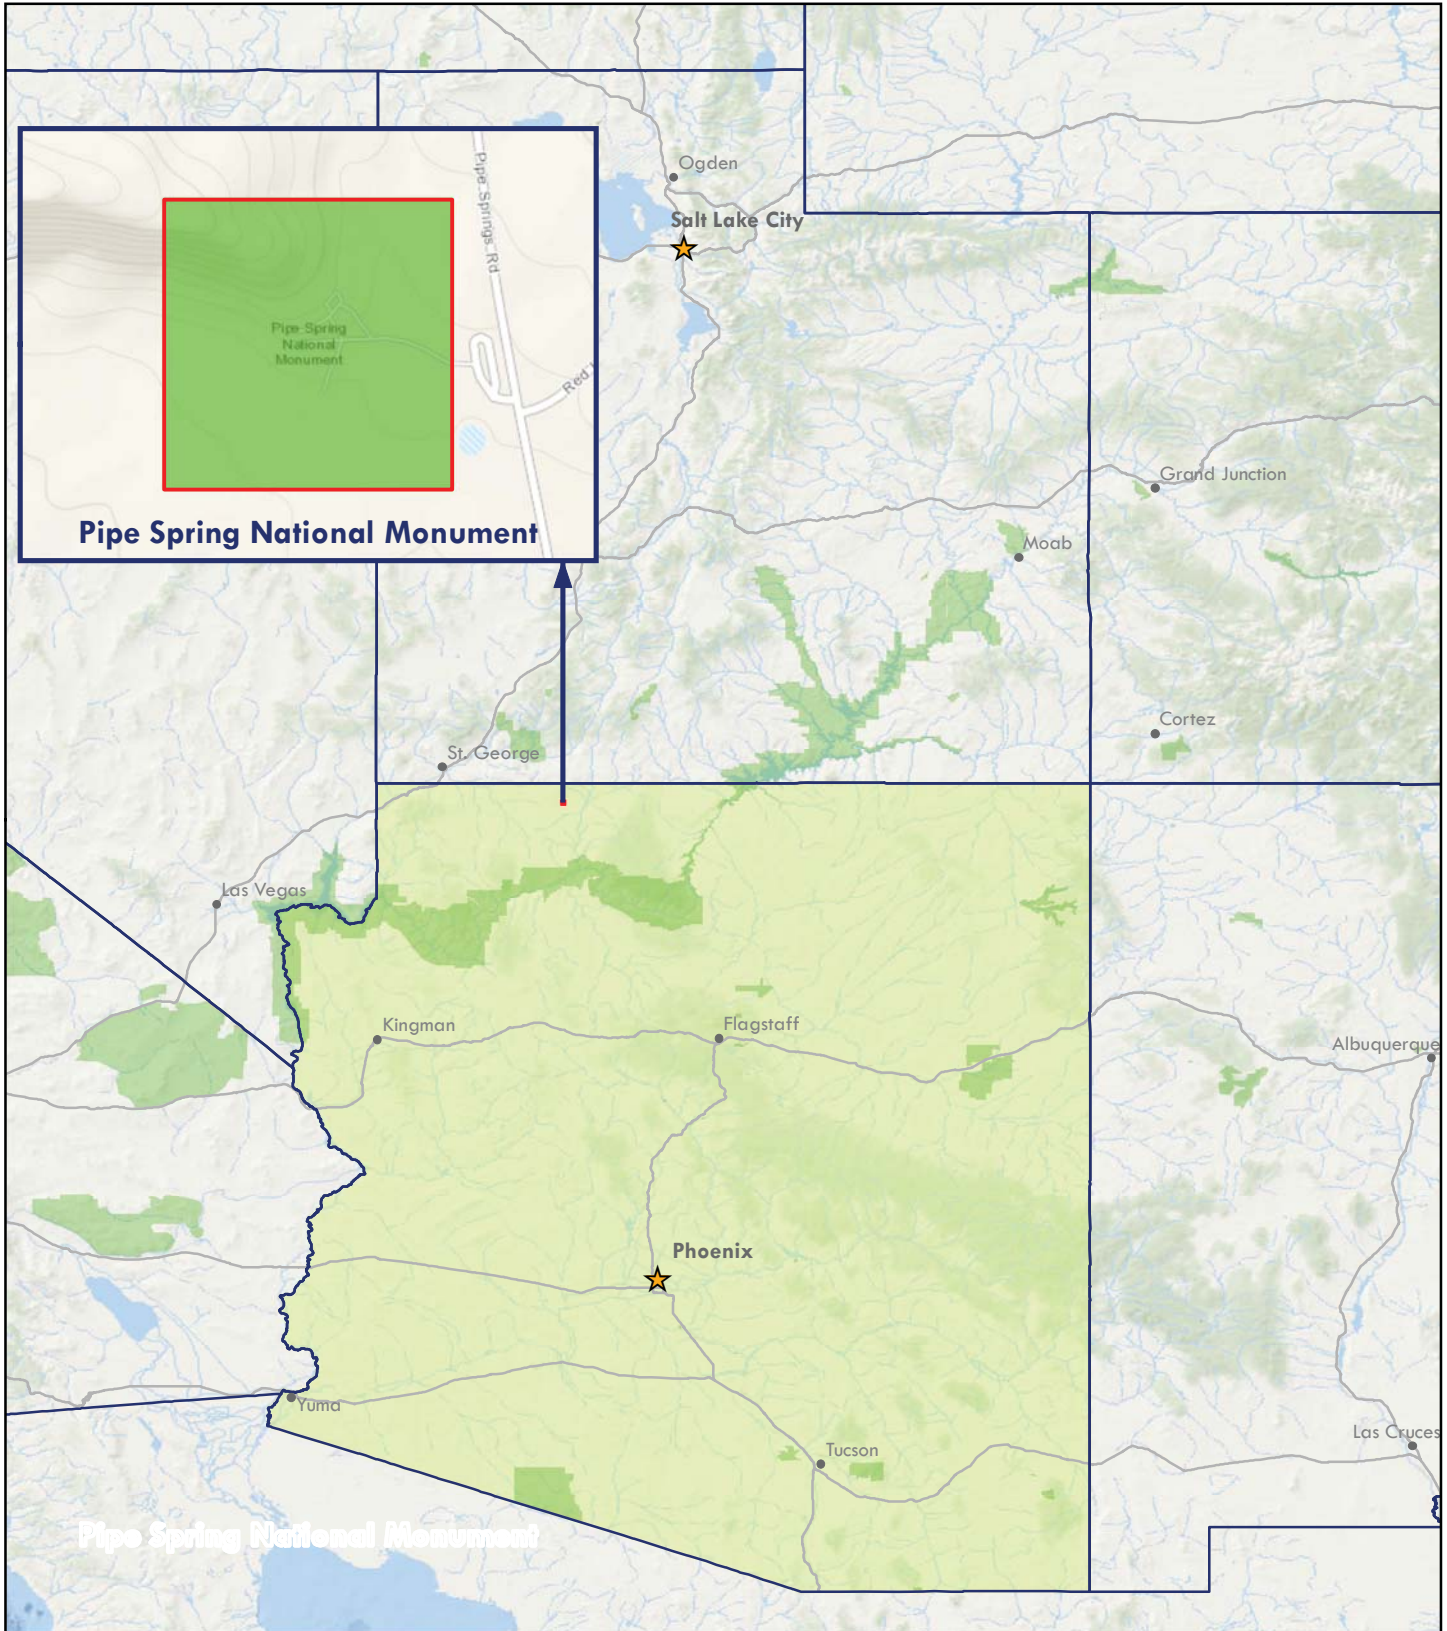 Ogden
Salt Lake City
Pipe Springs Rd
Pipe Spring
National
Monument
Red
Pipe Spring National Monument
Grand Junction
Moab
Cortez
St. George
Las Vegas
Kingman
Flagstaff
Albuquerque
Phoenix
Yuma
Tucson
Las Cruces
Pipe Spring National Monument